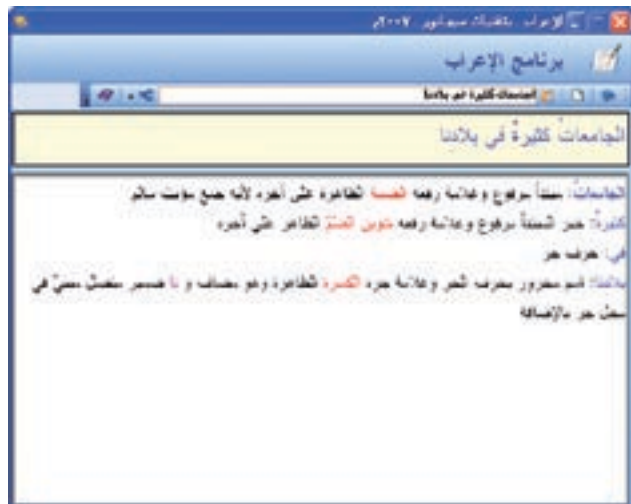 الإعراب
برنامج الإعراب
الجامعات كثيرة في بلادنا
الجامعاتُ كثيرةٌ في بلادنا
الجامعاتُ: مبتدأ مرفوع وعلامة رفعه الضمة الظاهرة على آخره لأنه جمع مؤنث سالم
كثيرةٌ: خبر المبتدأ مرفوع وعلامة رفعه تنوين الضمّ الظاهر على آخره
في: حرف جر
بلادنا: اسم مجرور بحرف الجر وعلامة جره الكسرة الظاهرة وهو مضاف و نا ضمير متصل مبنيّ في
محل جر بالإضافة